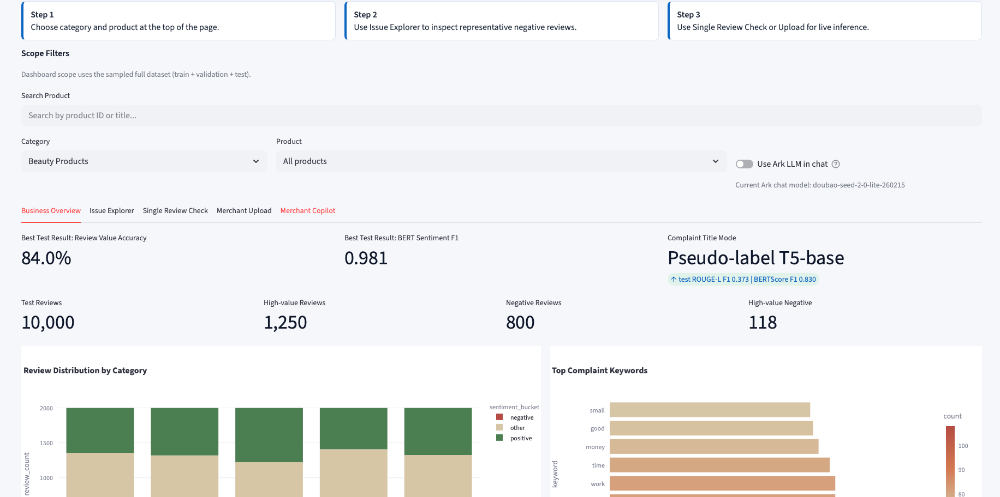 Step 1
Choose category and product at the top of the page.
Step 2
Use Issue Explorer to inspect representative negative reviews.
Step 3
Use Single Review Check or Upload for live inference.
Scope Filters
Dashboard scope uses the sampled full dataset (train + validation + test).
Search Product
Search by product ID or title...
Category
Beauty Products
Product
All products
Use Ark LLM in chat
Current Ark chat model: doubao-seed-2-0-lite-260215
Business Overview
Issue Explorer
Single Review Check
Merchant Upload
Merchant Copilot
Best Test Result: Review Value Accuracy
84.0%
Best Test Result: BERT Sentiment F1
0.981
Complaint Title Mode
Pseudo-label T5-base
↑ test ROUGE-L F1 0.373 | BERTScore F1 0.830
Test Reviews
10,000
High-value Reviews
1,250
Negative Reviews
800
High-value Negative
118
Review Distribution by Category
2000
1500
1000
review_count
sentiment_bucket
negative
other
positive
Top Complaint Keywords
keyword
small
good
money
time
work
count
100
90
80